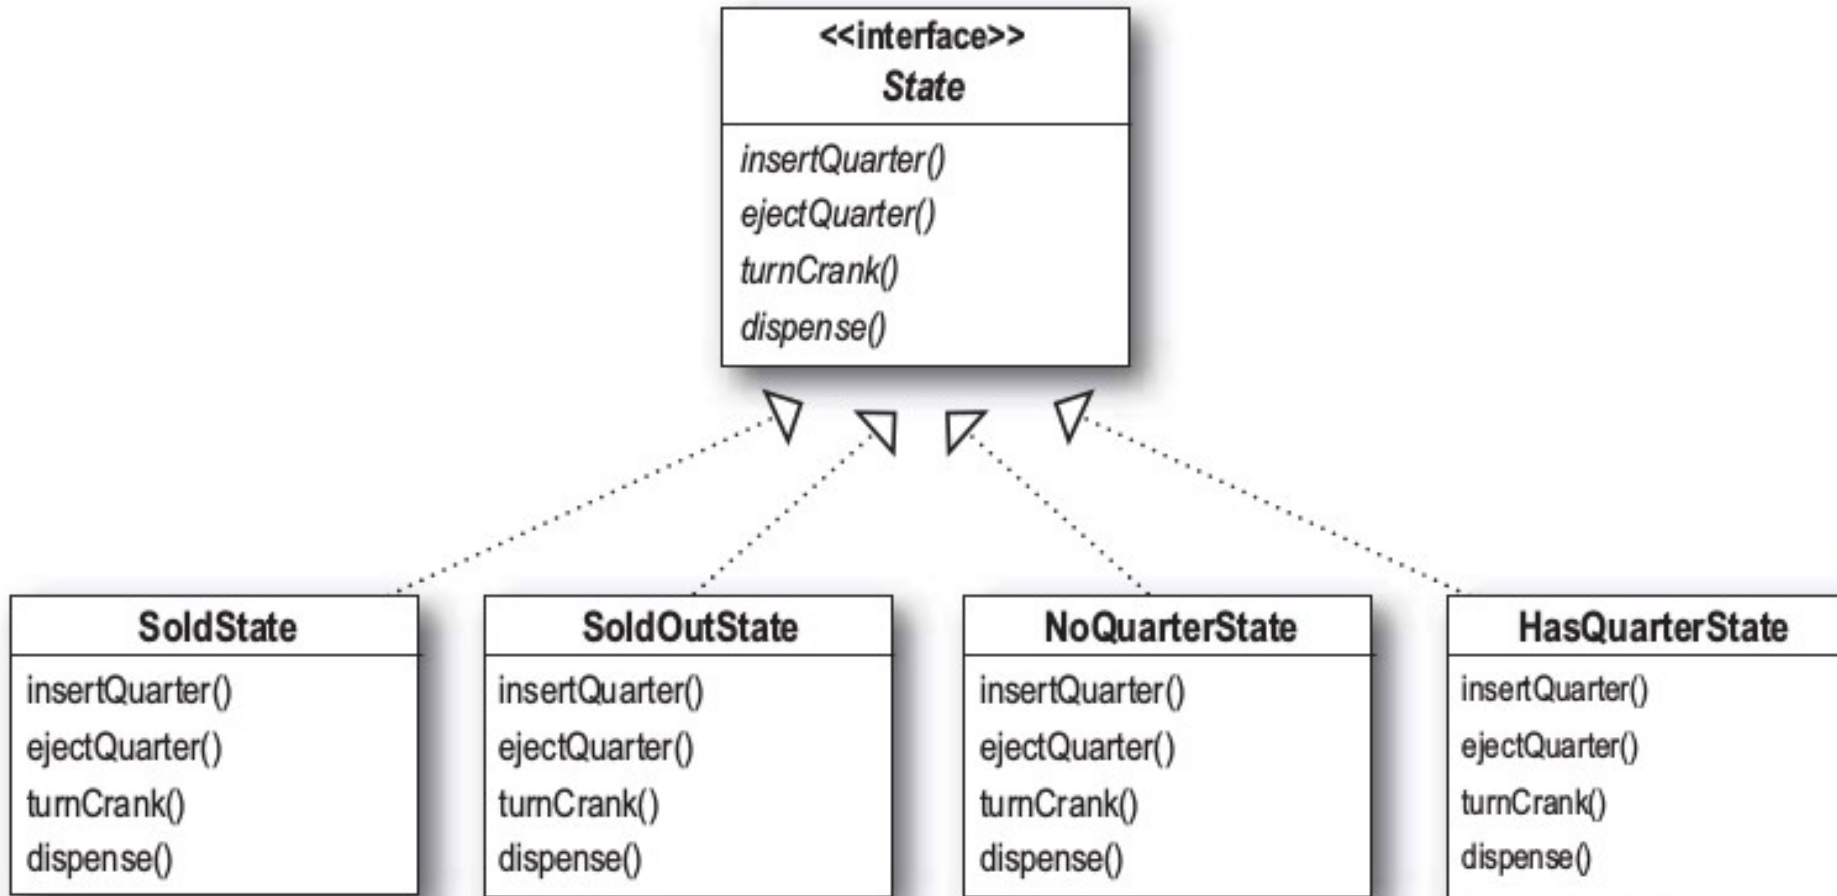 <<interface>>
State
insertQuarter()
ejectQuarter()
turnCrank()
dispense()
SoldState
insertQuarter()
ejectQuarter()
turnCrank()
dispense()
SoldOutState
insertQuarter()
ejectQuarter()
turnCrank()
dispense()
NoQuarterState
insertQuarter()
ejectQuarter()
turnCrank()
dispense()
HasQuarterState
insertQuarter()
ejectQuarter()
turnCrank()
dispense()